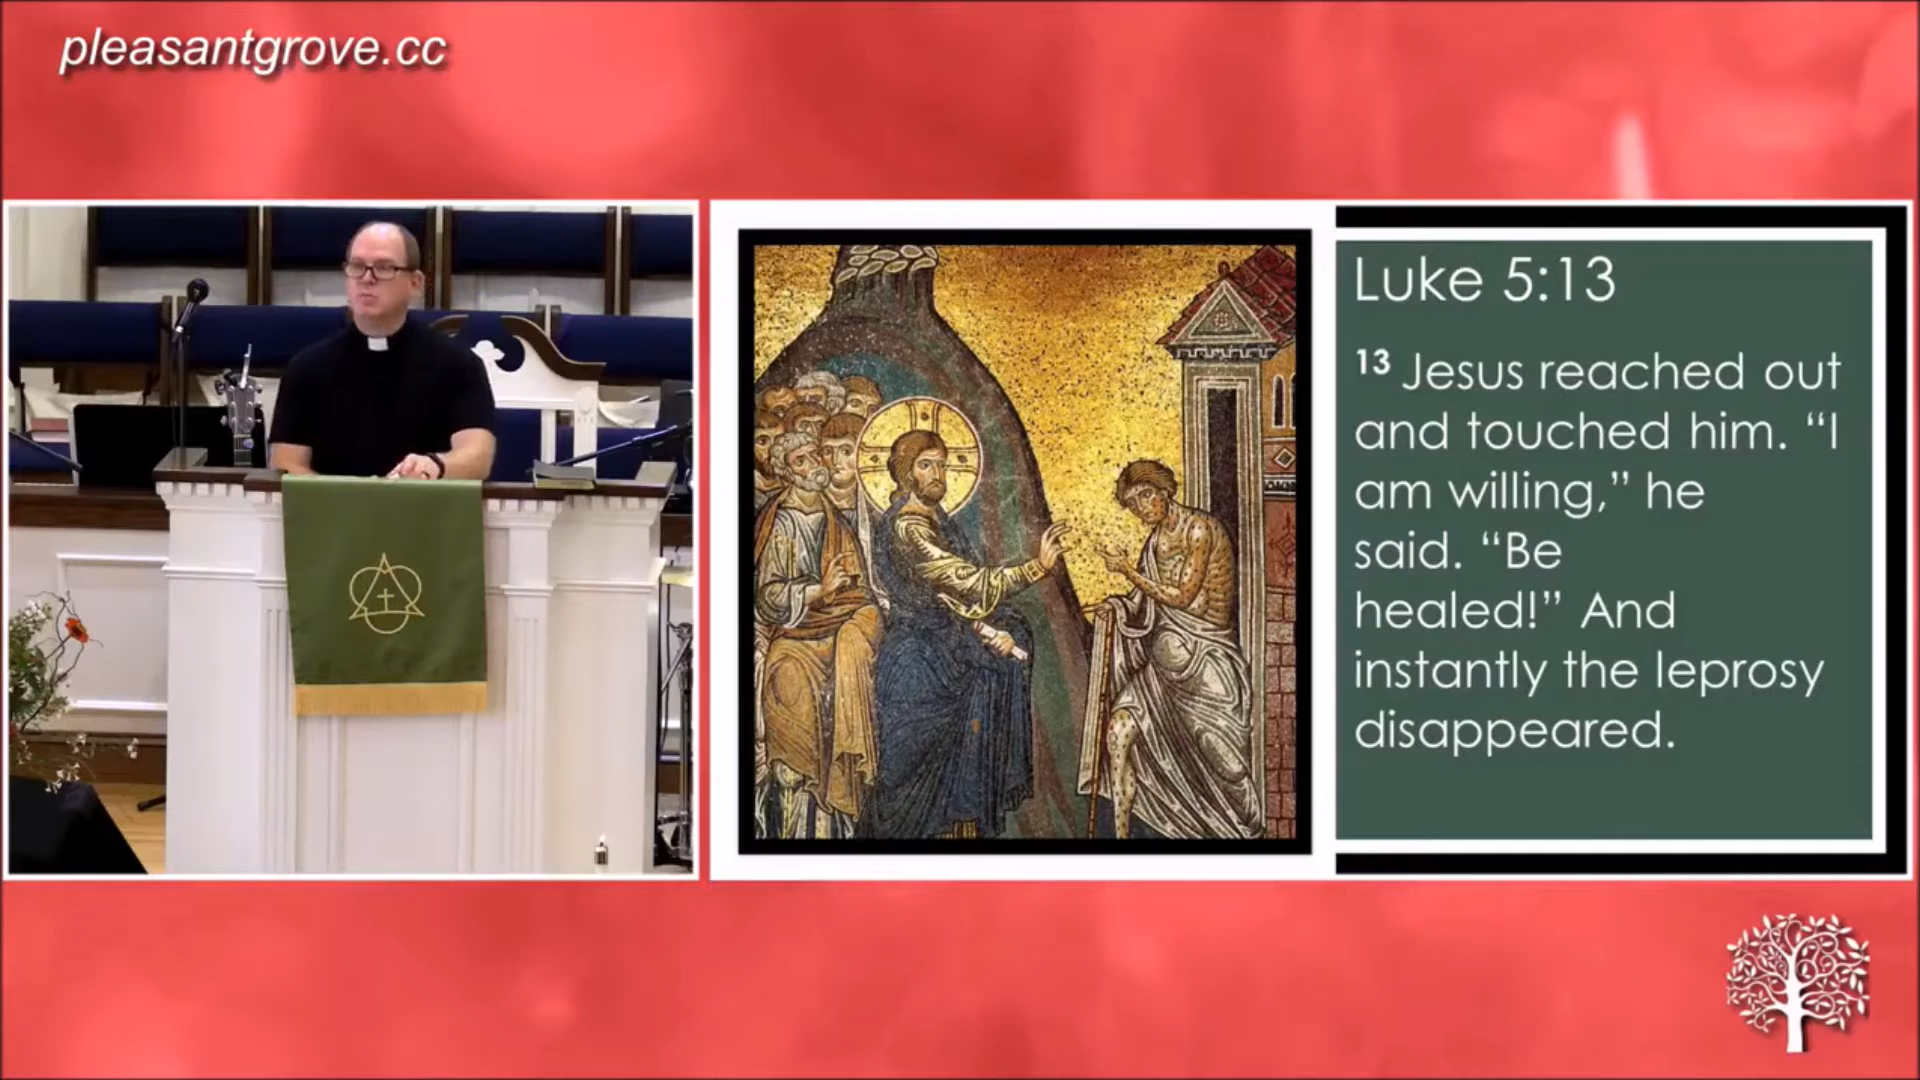 pleasantgrove.cc
Luke 5:13
13 Jesus reached out
and touched him. “I
am willing,” he
said. “Be
healed!” And
instantly the leprosy
disappeared.